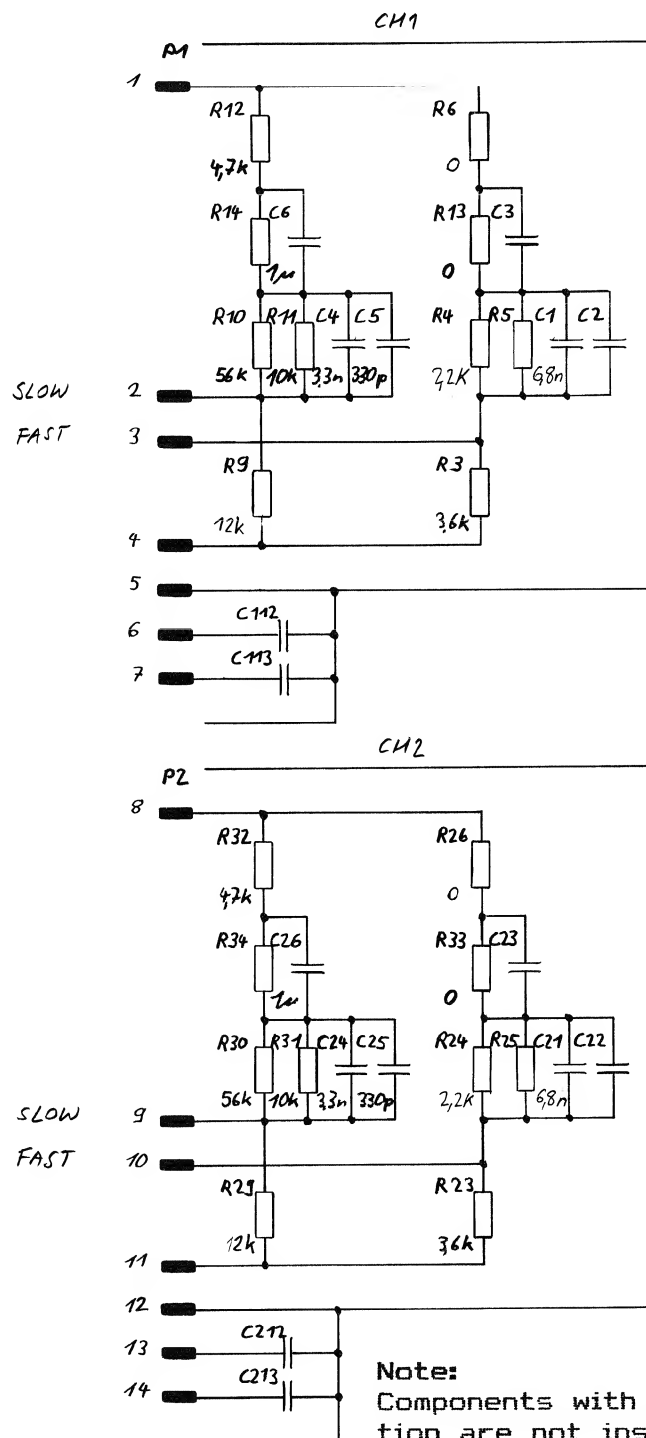 CH1
P1
1
R12 R6
4,7k 0
R14 C6 R13 C3
1µ 0
R10 R11 C4 C5 R4 R5 C1 C2
56k 10k 3,3n 330p 2,2k 6,8n
SLOW 2
FAST 3
R9 R3
12k 3,6k
4
5
6 C112
7 C113
CH2
P2
8
R32 R26
4,7k 0
R34 C26 R33 C23
1µ 0
R30 R31 C24 C25 R24 R25 C21 C22
56k 10k 3,3n 330p 2,2k 6,8n
SLOW 9
FAST 10
R29 R23
12k 3,6k
11
12
13 C212
14 C213
Note:
Components with
tion are not ins